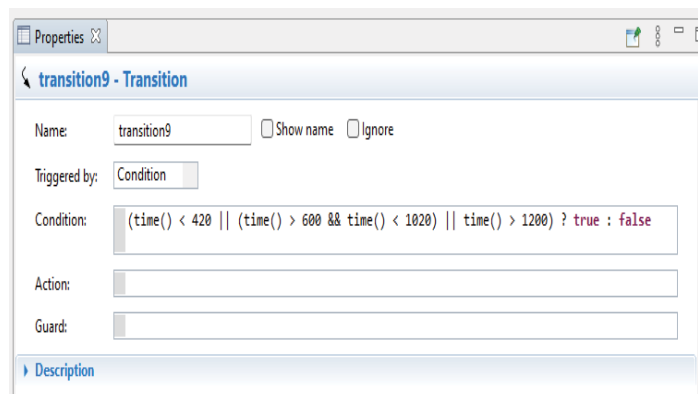 Properties
transition9 - Transition
Name: transition9 Show name Ignore
Triggered by: Condition
Condition: (time() < 420 || (time() > 600 && time() < 1020) || time() > 1200) ? true : false
Action:
Guard:
Description